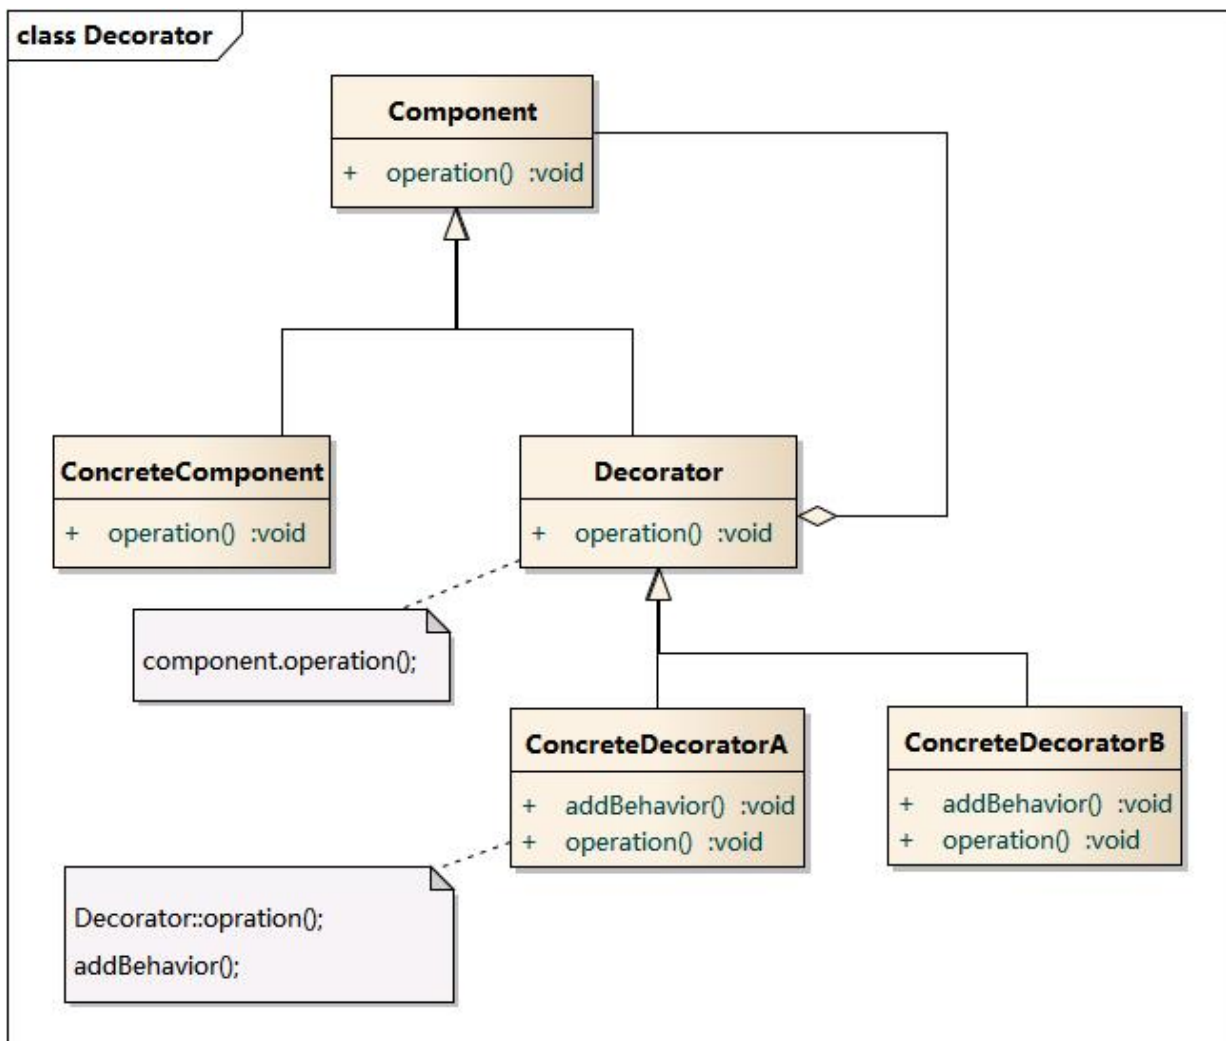 class Decorator
Component
+ operation() :void
ConcreteComponent
+ operation() :void
Decorator
+ operation() :void
component.operation();
ConcreteDecoratorA
+ addBehavior() :void
+ operation() :void
ConcreteDecoratorB
+ addBehavior() :void
+ operation() :void
Decorator::opration();
addBehavior();